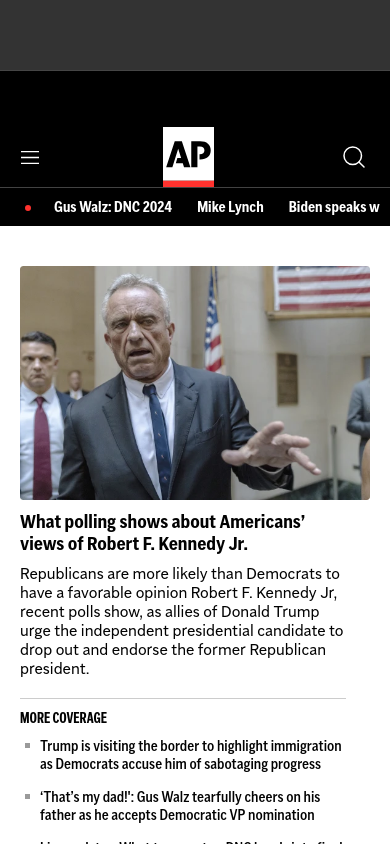 AP
Gus Walz: DNC 2024 Mike Lynch Biden speaks w
What polling shows about Americans’
views of Robert F. Kennedy Jr.
Republicans are more likely than Democrats to
have a favorable opinion Robert F. Kennedy Jr,
recent polls show, as allies of Donald Trump
urge the independent presidential candidate to
drop out and endorse the former Republican
president.
MORE COVERAGE
Trump is visiting the border to highlight immigration
as Democrats accuse him of sabotaging progress
‘That’s my dad!': Gus Walz tearfully cheers on his
father as he accepts Democratic VP nomination